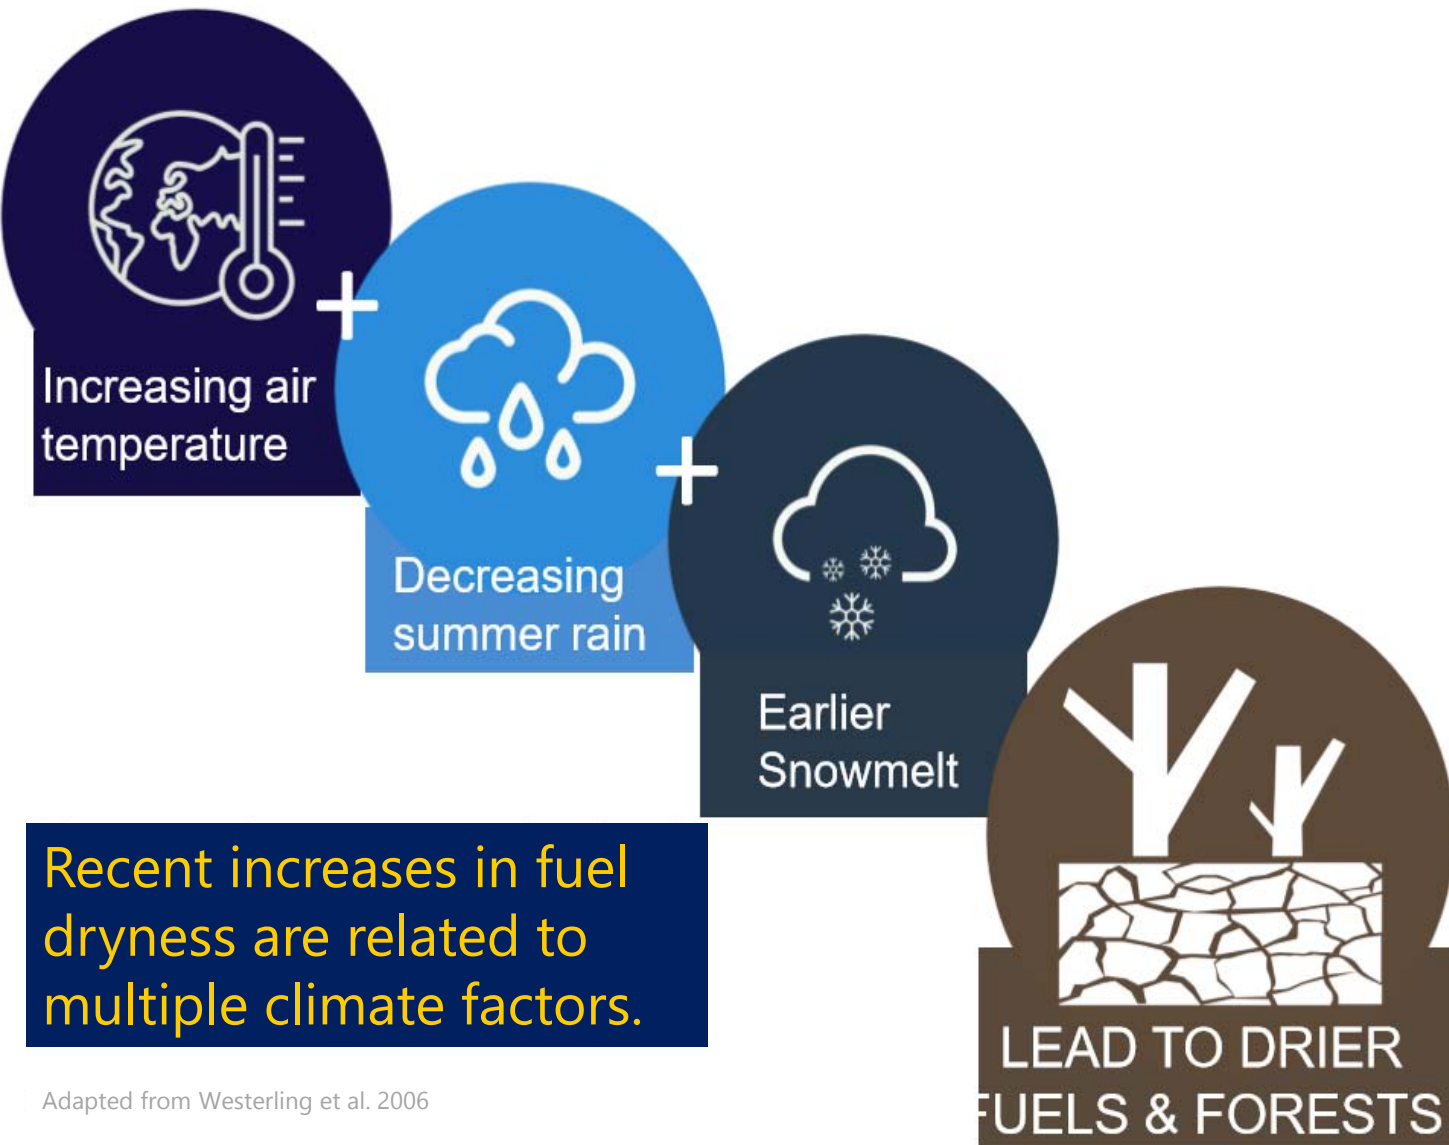 Increasing air
temperature
+
Decreasing
summer rain
+
Earlier
Snowmelt
LEAD TO DRIER
FUELS & FORESTS
Recent increases in fuel
dryness are related to
multiple climate factors.
Adapted from Westerling et al. 2006